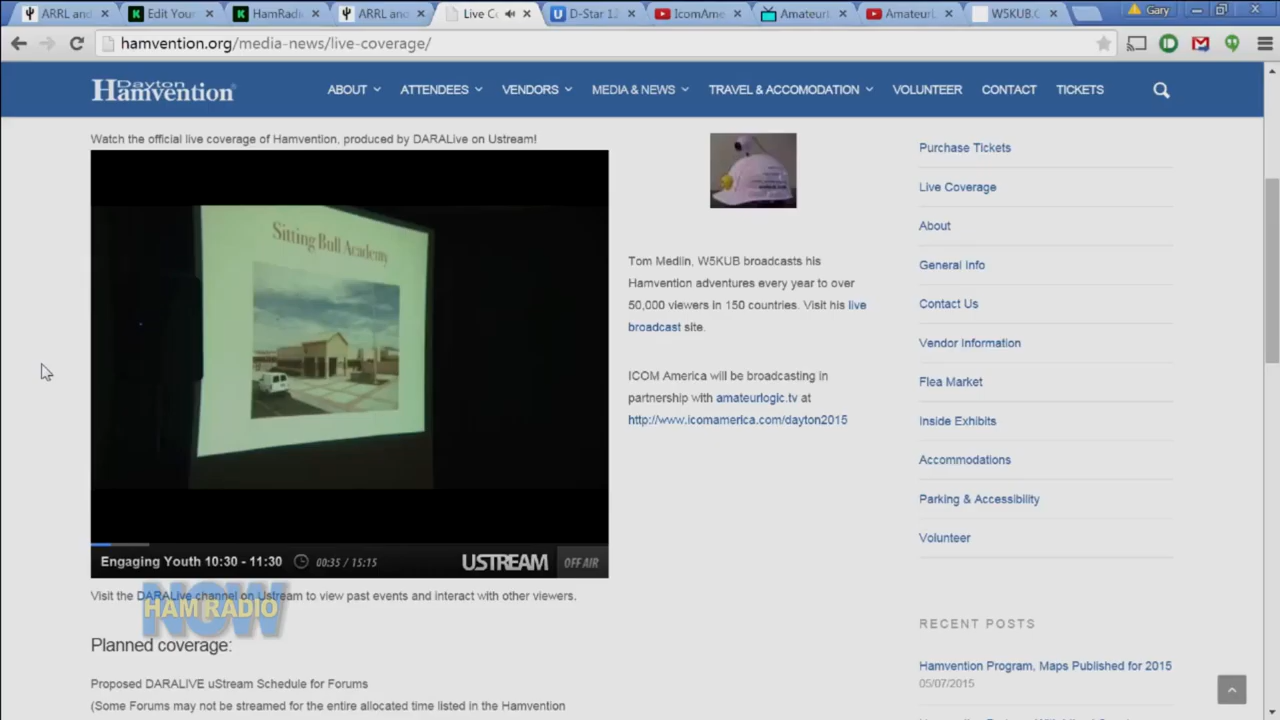 ARRL and
Edit Your
HamRadi
ARRL and
Live Co
D-Star 1.
IcomAme
AmateurL
AmateurL
W5KUB.C
Gary
hamvention.org/media-news/live-coverage/
Dayton
Hamvention
ABOUT
ATTENDEES
VENDORS
MEDIA & NEWS
TRAVEL & ACCOMODATION
VOLUNTEER
CONTACT
TICKETS
Watch the official live coverage of Hamvention, produced by DARALive on Ustream!
Sitting Bull Academy
Engaging Youth 10:30 - 11:30
00:35 / 15:15
USTREAM
OFF AIR
Visit the DARALive channel on Ustream to view past events and interact with other viewers.
NOW
HAM RADIO
Planned coverage:
Proposed DARALIVE uStream Schedule for Forums
(Some Forums may not be streamed for the entire allocated time listed in the Hamvention
Tom Medlin, W5KUB broadcasts his
Hamvention adventures every year to over
50,000 viewers in 150 countries. Visit his live
broadcast site.
ICOM America will be broadcasting in
partnership with amateurlogic.tv at
http://www.icomamerica.com/dayton2015
Purchase Tickets
Live Coverage
About
General Info
Contact Us
Vendor Information
Flea Market
Inside Exhibits
Accommodations
Parking & Accessibility
Volunteer
RECENT POSTS
Hamvention Program, Maps Published for 2015
05/07/2015